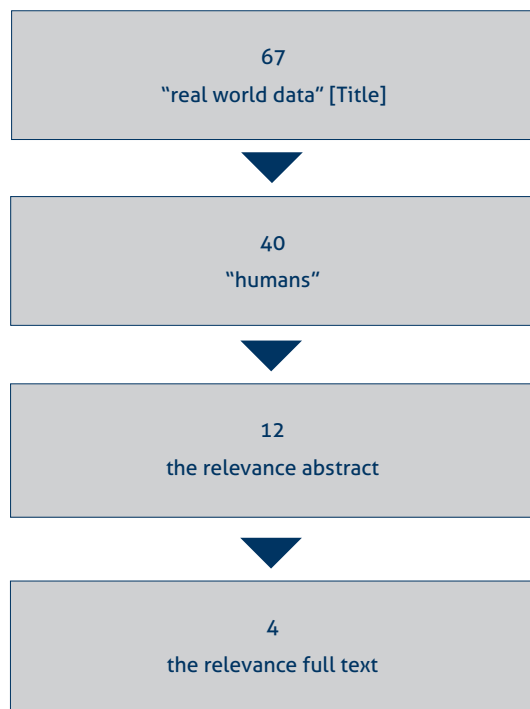 67
“real world data” [Title]
40
“humans”
12
the relevance abstract
4
the relevance full text